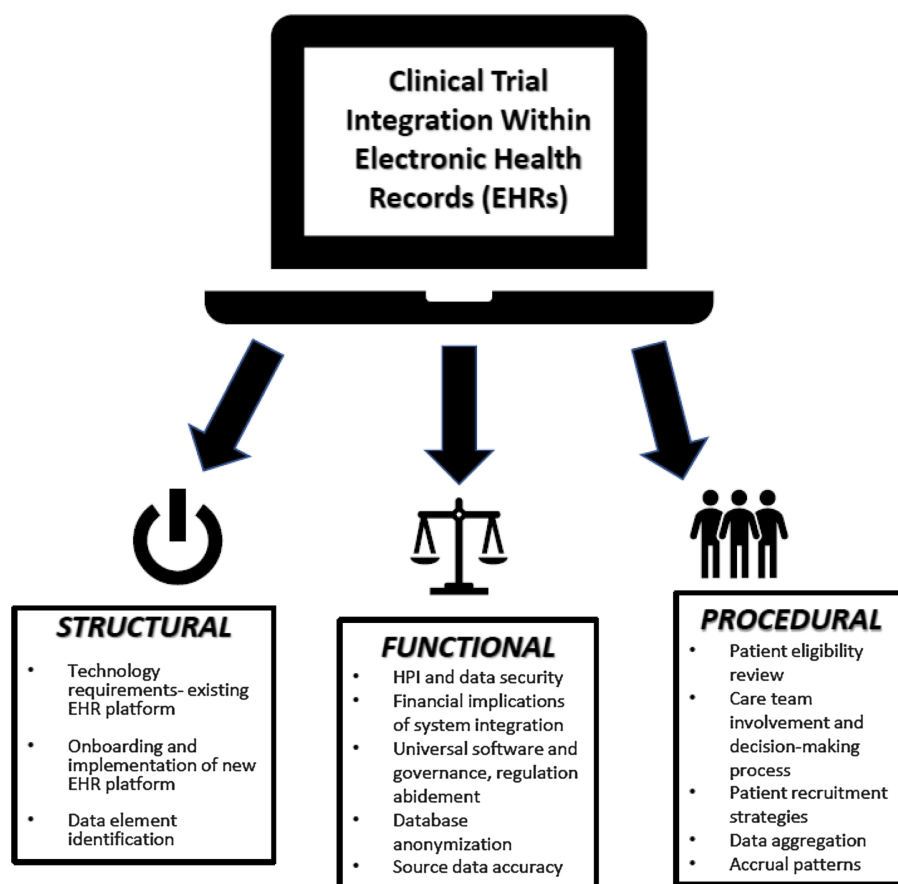 Clinical Trial
Integration Within
Electronic Health
Records (EHRs)
STRUCTURAL
• Technology
requirements- existing
EHR platform
• Onboarding and
implementation of new
EHR platform
• Data element
identification
FUNCTIONAL
• HPI and data security
• Financial implications
of system integration
• Universal software and
governance, regulation
abidement
• Database
anonymization
• Source data accuracy
PROCEDURAL
• Patient eligibility
review
• Care team
involvement and
decision-making
process
• Patient recruitment
strategies
• Data aggregation
• Accrual patterns